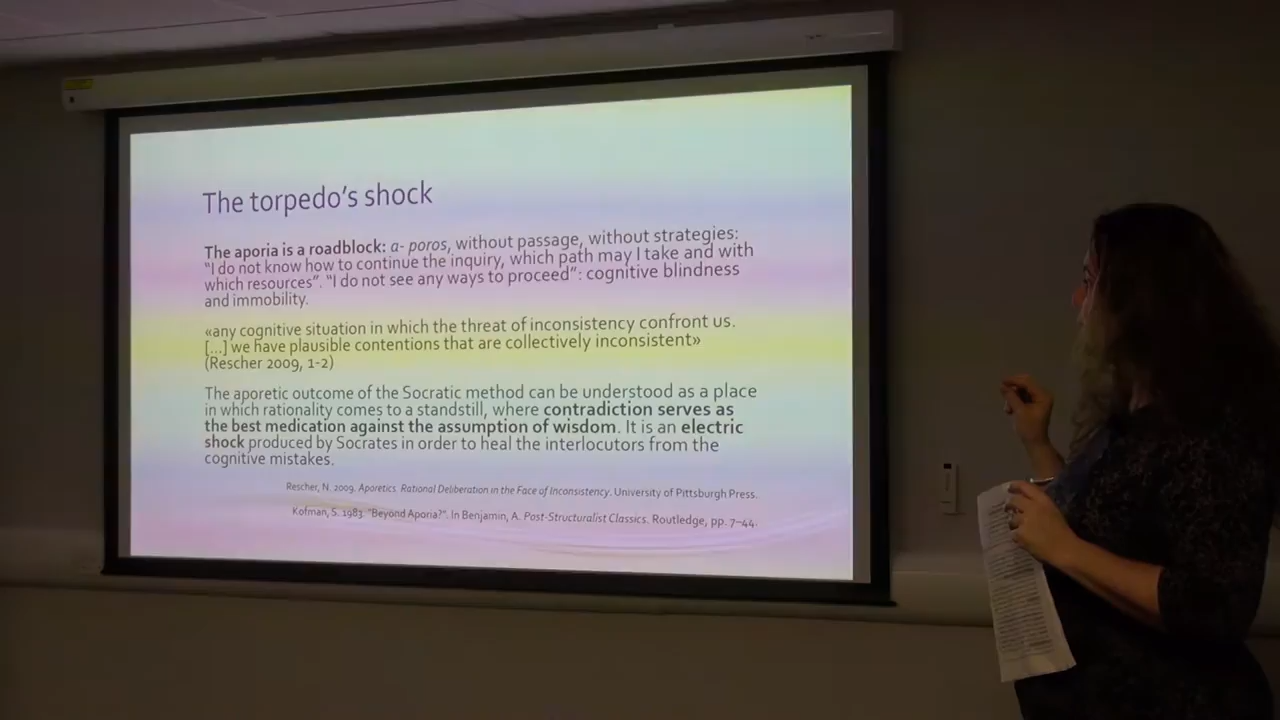 The torpedo's shock
The aporia is a roadblock: a- poros, without passage, without strategies:
"I do not know how to continue the inquiry, which path may I take and with
which resources". "I do not see any ways to proceed": cognitive blindness
and immobility.
«any cognitive situation in which the threat of inconsistency confront us.
[...] we have plausible contentions that are collectively inconsistent»
(Rescher 2009, 1-2)
The aporetic outcome of the Socratic method can be understood as a place
in which rationality comes to a standstill, where contradiction serves as
the best medication against the assumption of wisdom. It is an electric
shock produced by Socrates in order to heal the interlocutors from the
cognitive mistakes.
Rescher, N. 2009. Aporetics. Rational Deliberation in the Face of Inconsistency. University of Pittsburgh Press.
Kofman, S. 1983. "Beyond Aporia?". In Benjamin, A. Post-Structuralist Classics. Routledge, pp. 7–44.